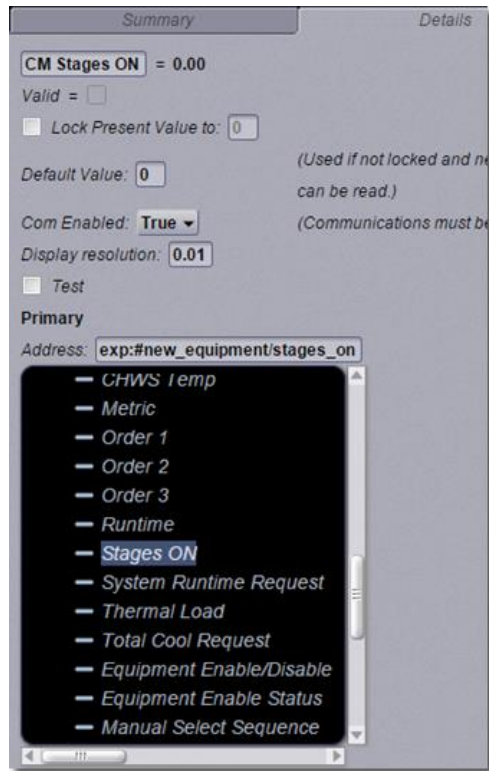 Summary Details
CM Stages ON = 0.00
Valid =
Lock Present Value to: 0
(Used if not locked and ne
Default Value: 0
can be read.)
Com Enabled: True (Communications must be
Display resolution: 0.01
Test
Primary
Address: exp:#new_equipment/stages_on
CHWS Temp
Metric
Order 1
Order 2
Order 3
Runtime
Stages ON
System Runtime Request
Thermal Load
Total Cool Request
Equipment Enable/Disable
Equipment Enable Status
Manual Select Sequence